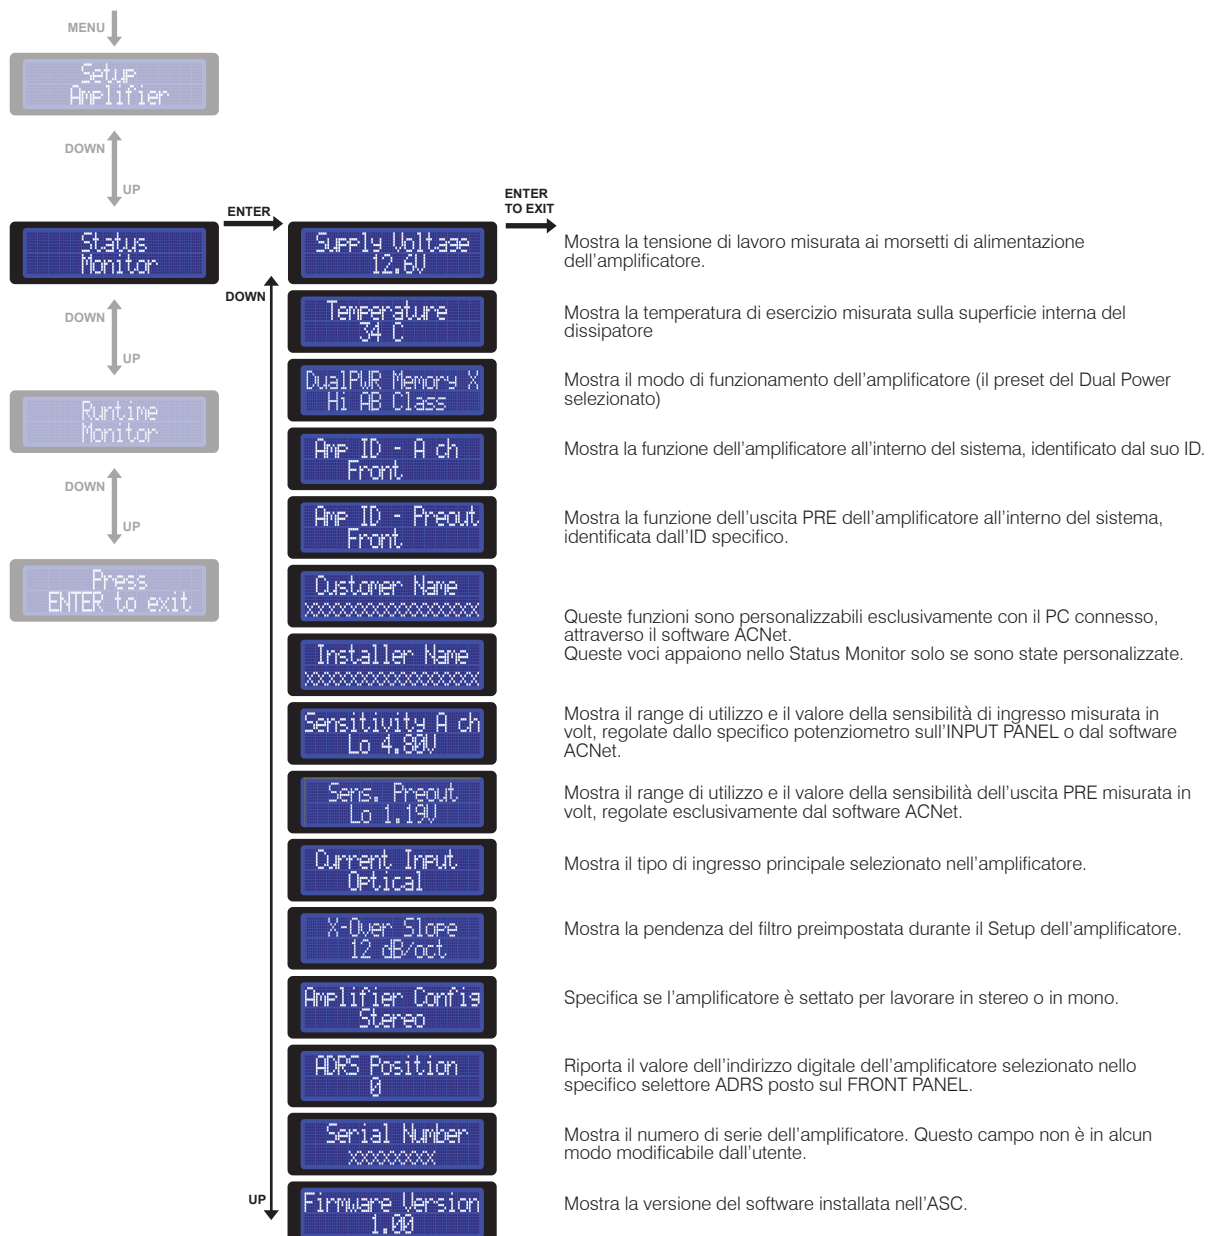 MENU
Setup
Amplifier
DOWN
UP
Status
Monitor
ENTER
DOWN
UP
Runtime
Monitor
DOWN
UP
Press
ENTER to exit
ENTER
TO EXIT
DOWN
Supply Voltage
12.6V
Mostra la tensione di lavoro misurata ai morsetti di alimentazione
dell'amplificatore.
Temperature
34 C
Mostra la temperatura di esercizio misurata sulla superficie interna del
dissipatore
DualPWR Memory X
Hi AB Class
Mostra il modo di funzionamento dell'amplificatore (il preset del Dual Power
selezionato)
Amp ID - A ch
Front
Mostra la funzione dell'amplificatore all'interno del sistema, identificato dal suo ID.
Amp ID - Preout
Front
Mostra la funzione dell'uscita PRE dell'amplificatore all'interno del sistema,
identificata dall'ID specifico.
Customer Name
xxxxxxxxxxxxxxxx
Installer Name
xxxxxxxxxxxxxxxx
Queste funzioni sono personalizzabili esclusivamente con il PC connesso,
attraverso il software ACNet.
Queste voci appaiono nello Status Monitor solo se sono state personalizzate.
Sensitivity A ch
Lo 4.80V
Mostra il range di utilizzo e il valore della sensibilità di ingresso misurata in
volt, regolate dallo specifico potenziometro sull'INPUT PANEL o dal software
ACNet.
Sens. Preout
Lo 1.19V
Mostra il range di utilizzo e il valore della sensibilità dell'uscita PRE misurata in
volt, regolate esclusivamente dal software ACNet.
Current Input
Optical
Mostra il tipo di ingresso principale selezionato nell'amplificatore.
X-Over Slope
12 dB/oct
Mostra la pendenza del filtro preimpostata durante il Setup dell'amplificatore.
Amplifier Config
Stereo
Specifica se l'amplificatore è settato per lavorare in stereo o in mono.
ADRS Position
0
Riporta il valore dell'indirizzo digitale dell'amplificatore selezionato nello
specifico selettore ADRS posto sul FRONT PANEL.
Serial Number
xxxxxxxx
Mostra il numero di serie dell'amplificatore. Questo campo non è in alcun
modo modificabile dall'utente.
UP
Firmware Version
1.00
Mostra la versione del software installata nell'ASC.